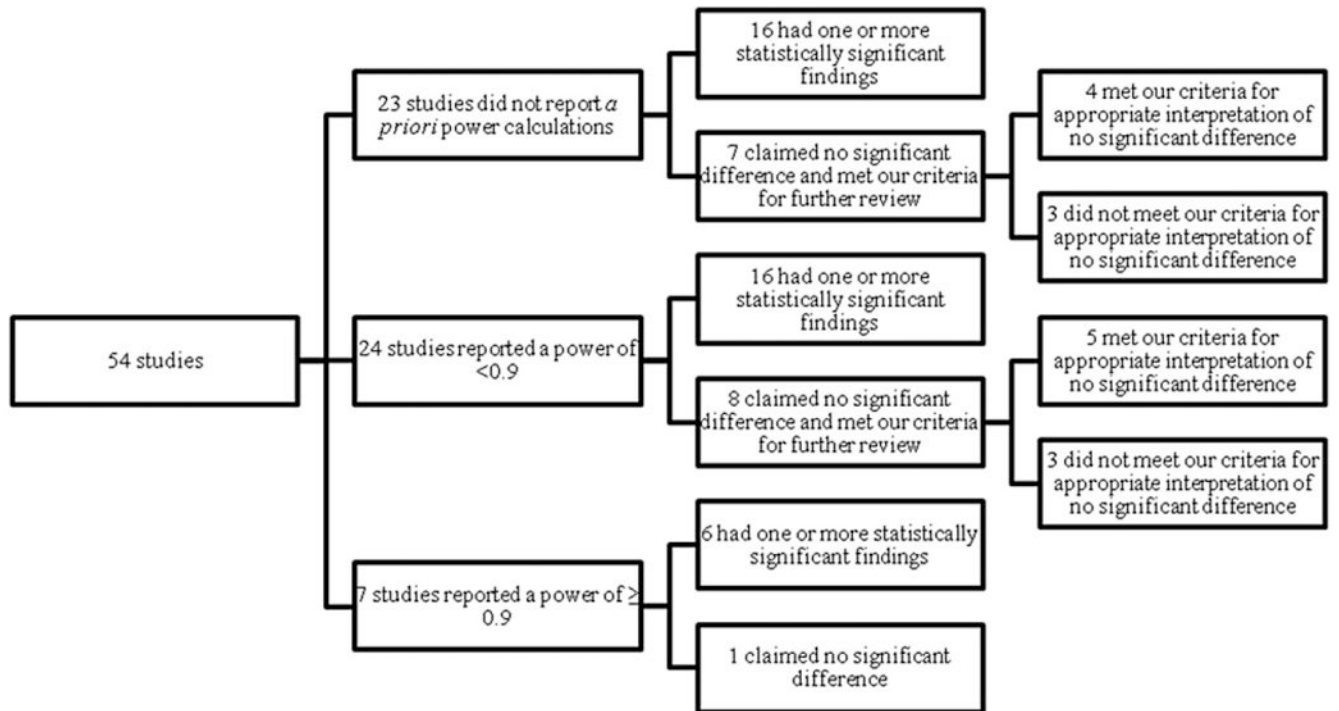 54 studies
23 studies did not report a
priori power calculations
16 had one or more
statistically significant
findings
7 claimed no significant
difference and met our criteria
for further review
4 met our criteria for
appropriate interpretation of
no significant difference
3 did not meet our criteria for
appropriate interpretation of
no significant difference
24 studies reported a power of
<0.9
16 had one or more
statistically significant
findings
8 claimed no significant
difference and met our criteria
for further review
5 met our criteria for
appropriate interpretation of
no significant difference
3 did not meet our criteria for
appropriate interpretation of
no significant difference
7 studies reported a power of ≥
0.9
6 had one or more statistically
significant findings
1 claimed no significant
difference